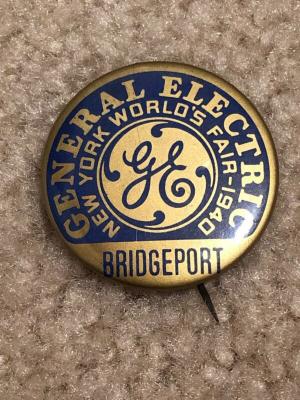 GENERAL ELECTRIC
NEW YORK WORLD'S FAIR-1940
GE
BRIDGEPORT